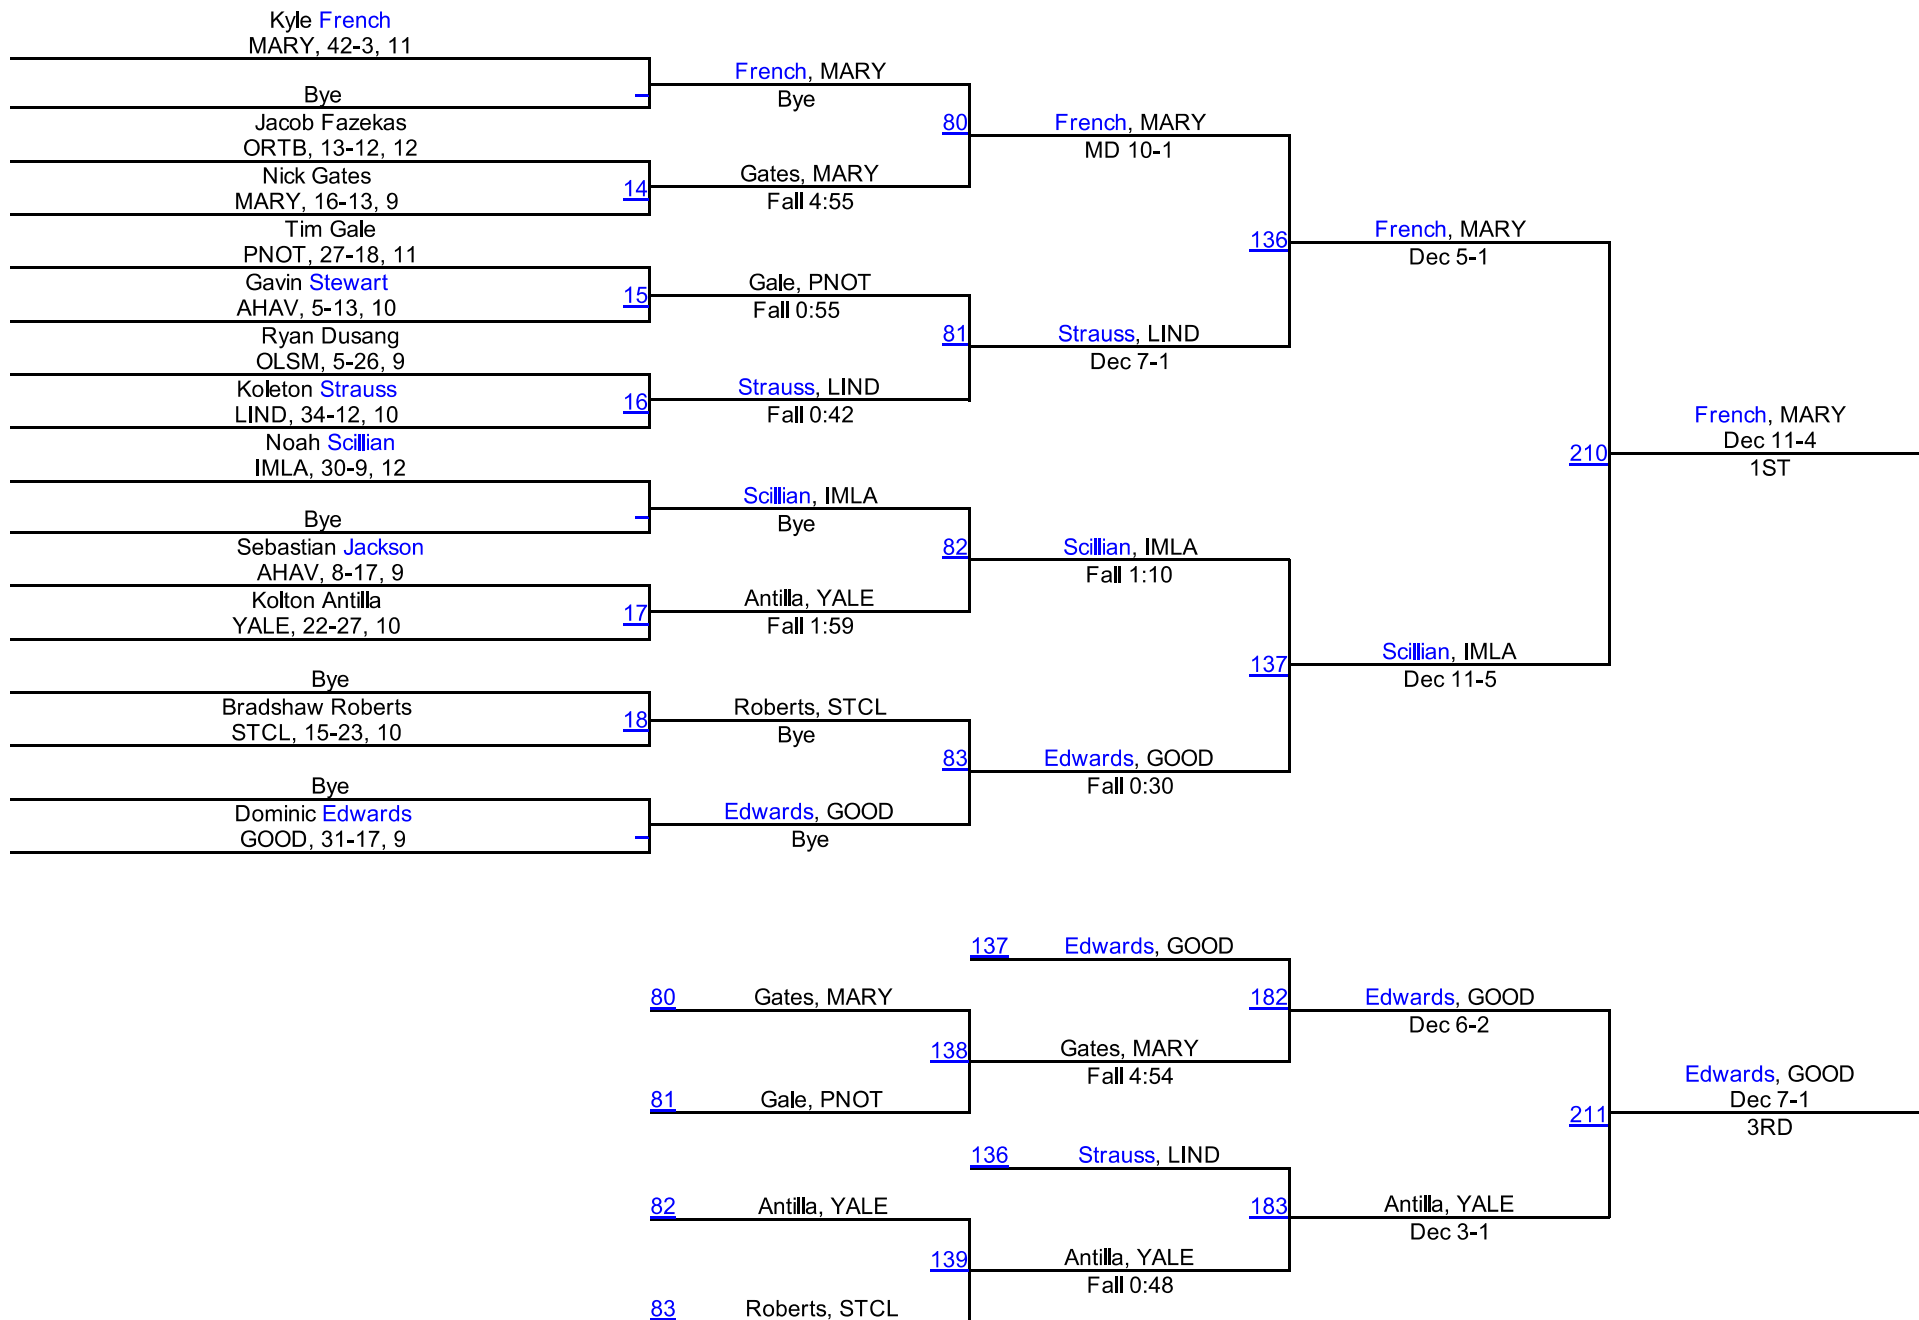 Kyle French
MARY, 42-3, 11
Bye
Jacob Fazekas
ORTB, 13-12, 12
Nick Gates
MARY, 16-13, 9
14
Tim Gale
PNOT, 27-18, 11
Gavin Stewart
AHAV, 5-13, 10
15
Ryan Dusang
OLSM, 5-26, 9
Koleton Strauss
LIND, 34-12, 10
16
Noah Scillian
IMLA, 30-9, 12
Bye
Sebastian Jackson
AHAV, 8-17, 9
Kolton Antilla
YALE, 22-27, 10
17
Bye
Bradshaw Roberts
STCL, 15-23, 10
18
Bye
Dominic Edwards
GOOD, 31-17, 9
French, MARY
Bye
80
Gates, MARY
Fall 4:55
Gale, PNOT
Fall 0:55
81
Strauss, LIND
Fall 0:42
Scillian, IMLA
Bye
82
Antilla, YALE
Fall 1:59
Roberts, STCL
Bye
83
Edwards, GOOD
Bye
French, MARY
MD 10-1
136
Strauss, LIND
Dec 7-1
Scillian, IMLA
Fall 1:10
137
Edwards, GOOD
Fall 0:30
French, MARY
Dec 5-1
210
Scillian, IMLA
Dec 11-5
French, MARY
Dec 11-4
1ST
80
Gates, MARY
138
81
Gale, PNOT
82
Antilla, YALE
139
83
Roberts, STCL
137
Edwards, GOOD
182
Gates, MARY
Fall 4:54
136
Strauss, LIND
183
Antilla, YALE
Fall 0:48
Edwards, GOOD
Dec 6-2
211
Antilla, YALE
Dec 3-1
Edwards, GOOD
Dec 7-1
3RD